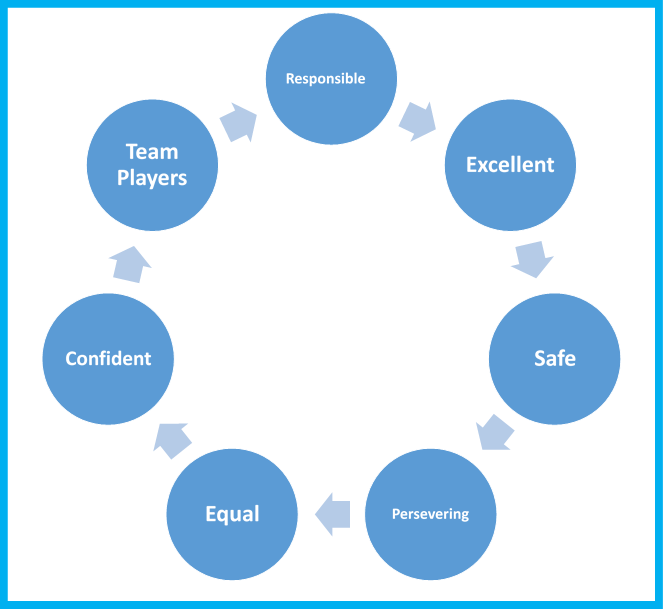 Responsible
Excellent
Safe
Persevering
Equal
Confident
Team
Players